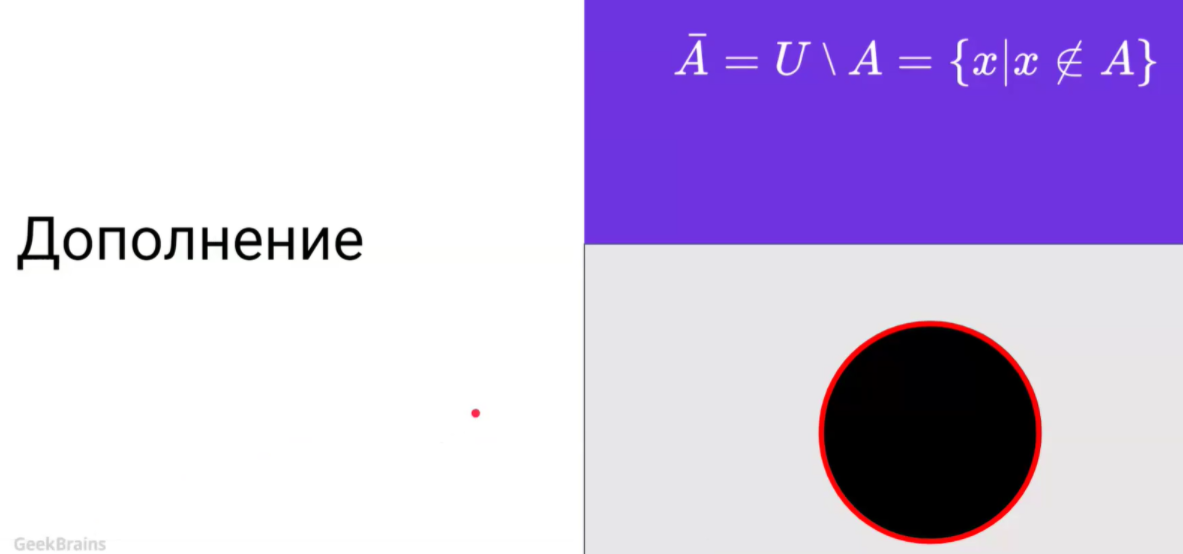 Дополнение
Ā = U \ A = {x|x ∉ A}
GeekBrains